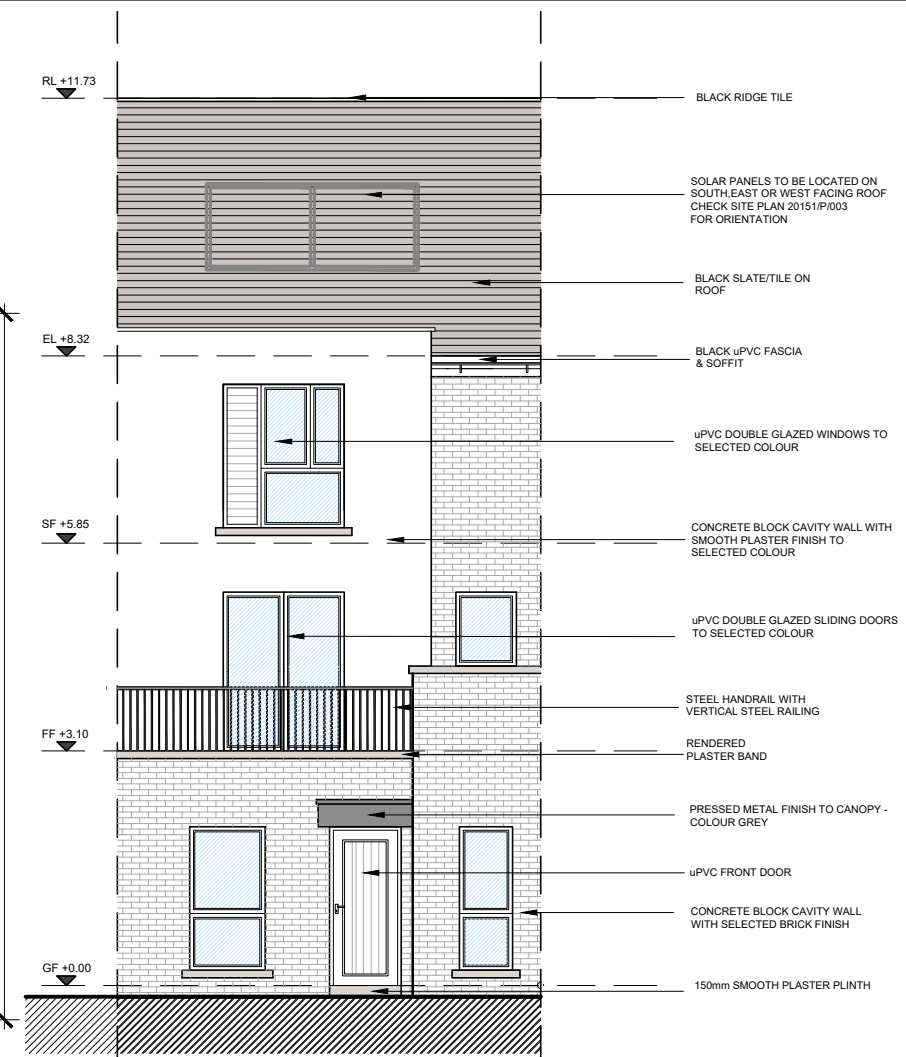 RL +11.73
BLACK RIDGE TILE
SOLAR PANELS TO BE LOCATED ON
SOUTH,EAST OR WEST FACING ROOF
CHECK SITE PLAN 20151/P/003
FOR ORIENTATION
BLACK SLATE/TILE ON
ROOF
EL +8.32
BLACK uPVC FASCIA
& SOFFIT
uPVC DOUBLE GLAZED WINDOWS TO
SELECTED COLOUR
SF +5.85
CONCRETE BLOCK CAVITY WALL WITH
SMOOTH PLASTER FINISH TO
SELECTED COLOUR
uPVC DOUBLE GLAZED SLIDING DOORS
TO SELECTED COLOUR
STEEL HANDRAIL WITH
VERTICAL STEEL RAILING
FF +3.10
RENDERED
PLASTER BAND
PRESSED METAL FINISH TO CANOPY -
COLOUR GREY
uPVC FRONT DOOR
CONCRETE BLOCK CAVITY WALL
WITH SELECTED BRICK FINISH
GF +0.00
150mm SMOOTH PLASTER PLINTH